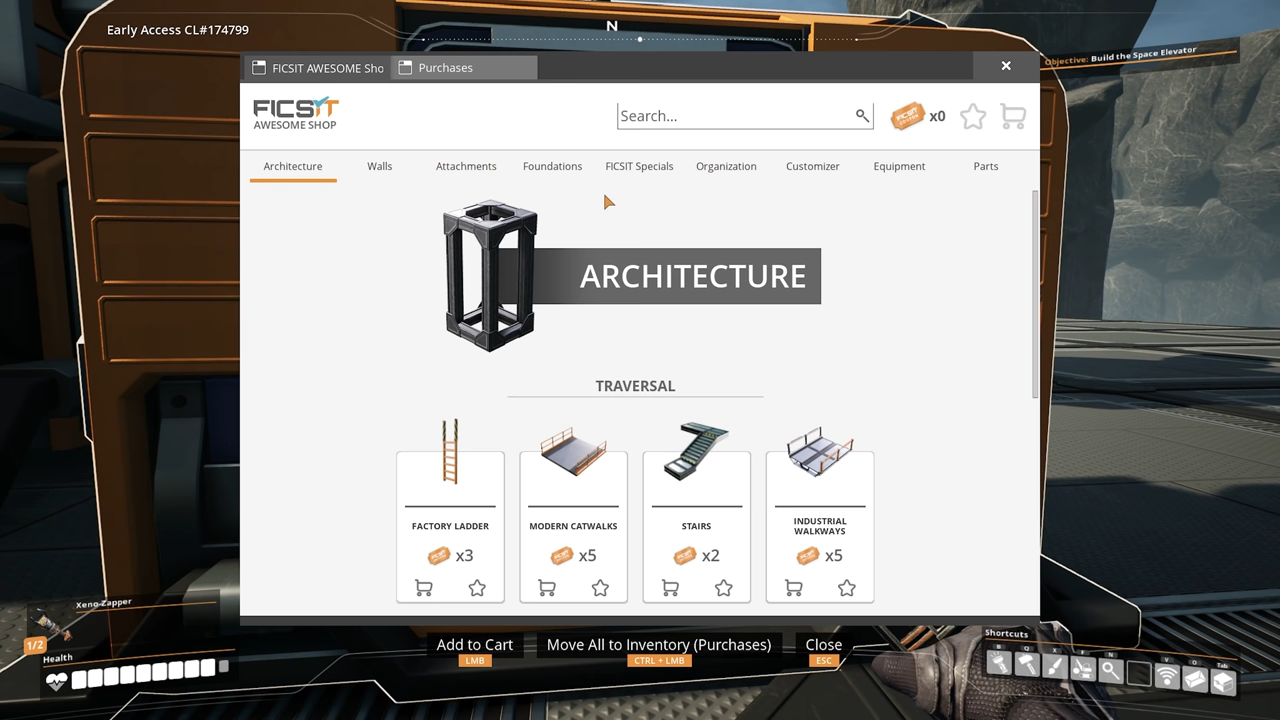 Early Access CL#174799
N
Objective: Build the Space Elevator
FICSIT AWESOME Sho
Purchases
FICSIT
AWESOME SHOP
Search...
x0
Architecture
Walls
Attachments
Foundations
FICSIT Specials
Organization
Customizer
Equipment
Parts
ARCHITECTURE
TRAVERSAL
FACTORY LADDER
x3
MODERN CATWALKS
x5
STAIRS
x2
INDUSTRIAL
WALKWAYS
x5
Xeno-Zapper
1/2
Health
Add to Cart
LMB
Move All to Inventory (Purchases)
CTRL + LMB
Close
ESC
Shortcuts
B
Q
X
F
N
V
O
Tab